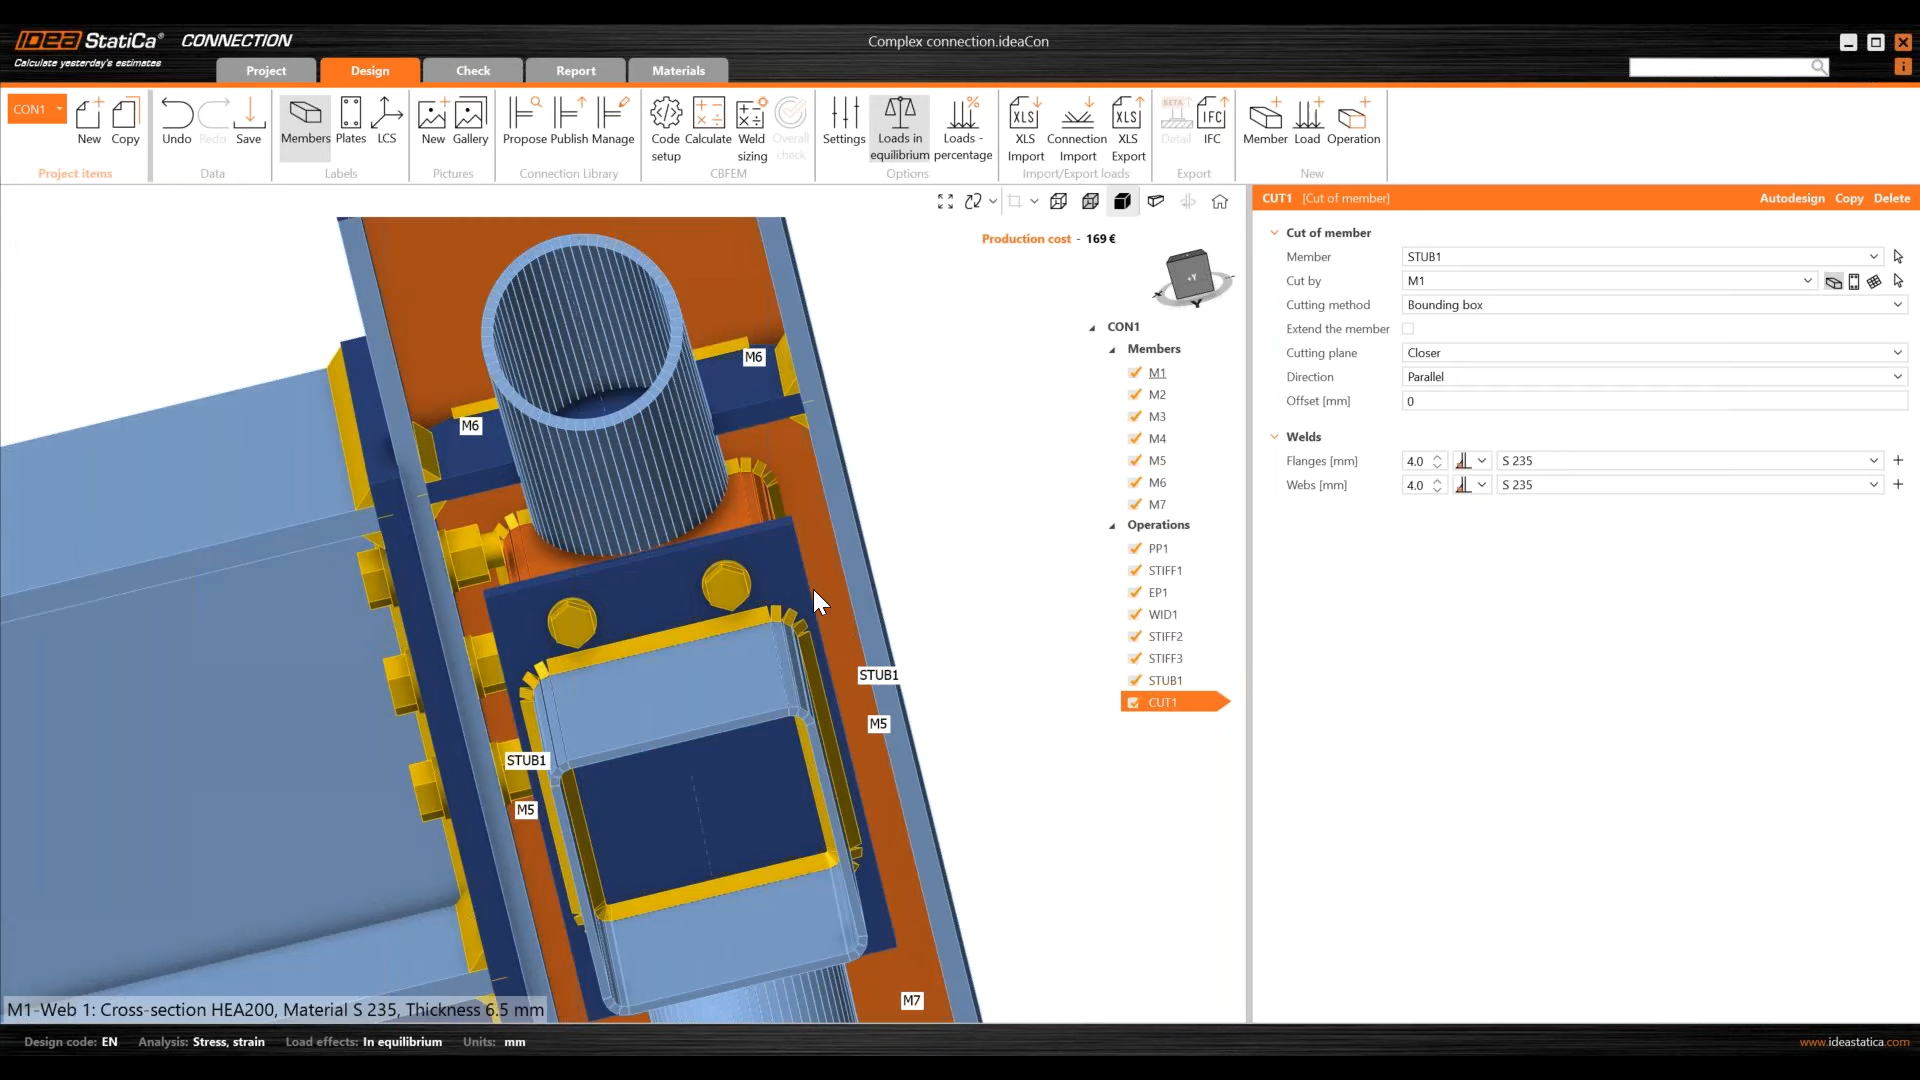 IDEA StatiCa® CONNECTION
Calculate yesterday's estimates
Complex connection.ideaCon
Project
Design
Check
Report
Materials
CON1
New
Copy
Undo
Redo
Save
Members
Plates
LCS
New
Gallery
Propose
Publish
Manage
Code setup
Calculate
Weld sizing
Overall check
Settings
Loads in equilibrium
Loads - percentage
XLS Import
Connection Import
XLS Export
BETA
Detail
IFC
Member
Load
Operation
Project items
Data
Labels
Pictures
Connection Library
CBFEM
Options
Import/Export loads
Export
New
Production cost - 169 €
+Y
CON1
Members
M1
M2
M3
M4
M5
M6
M7
Operations
PP1
STIFF1
EP1
WID1
STIFF2
STIFF3
STUB1
CUT1
M6
M6
STUB1
M5
STUB1
M5
M7
M1-Web 1: Cross-section HEA200, Material S 235, Thickness 6.5 mm
CUT1 [Cut of member]
Autodesign Copy Delete
Cut of member
Member STUB1
Cut by M1
Cutting method Bounding box
Extend the member
Cutting plane Closer
Direction Parallel
Offset [mm] 0
Welds
Flanges [mm] 4.0 S 235
Webs [mm] 4.0 S 235
Design code: EN Analysis: Stress, strain Load effects: In equilibrium Units: mm
www.ideastatica.com